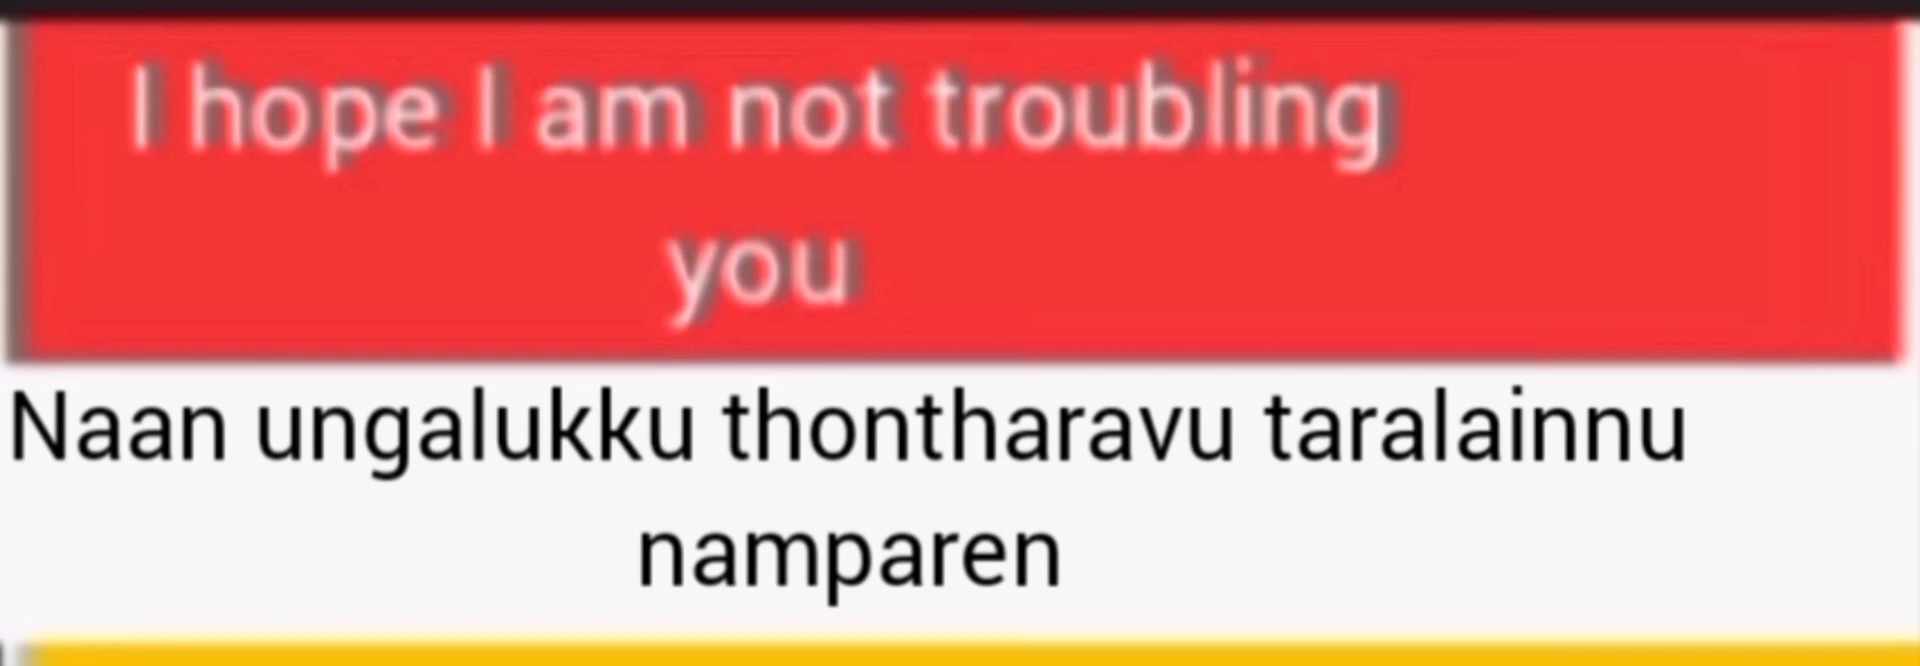 I hope I am not troubling
you
Naan ungalukku thontharavu taralainnu
namparen